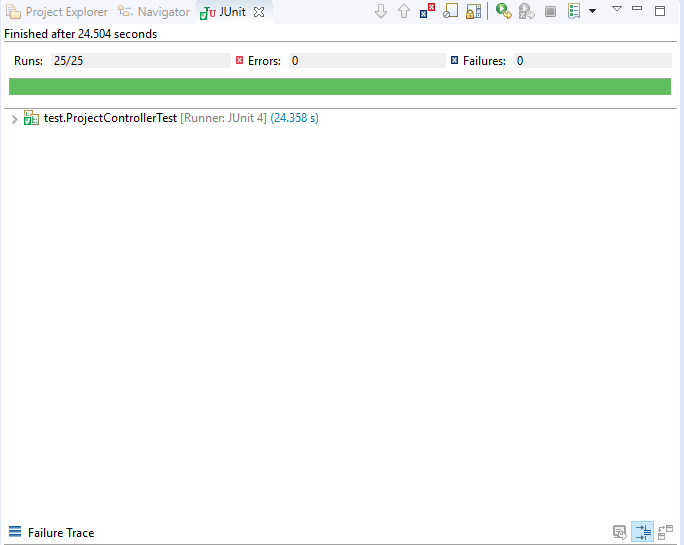 Project Explorer Navigator JUnit
Finished after 24.504 seconds
Runs: 25/25 Errors: 0 Failures: 0
test.ProjectControllerTest [Runner: JUnit 4] (24.358 s)
Failure Trace